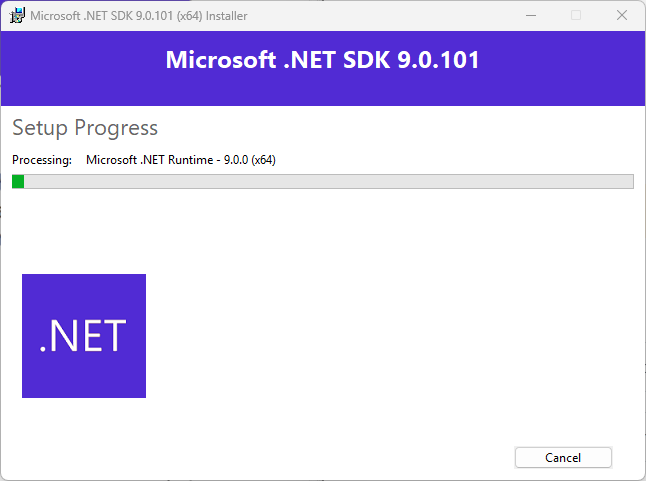 Microsoft .NET SDK 9.0.101 (x64) Installer
Microsoft .NET SDK 9.0.101
Setup Progress
Processing: Microsoft .NET Runtime - 9.0.0 (x64)
.NET
Cancel